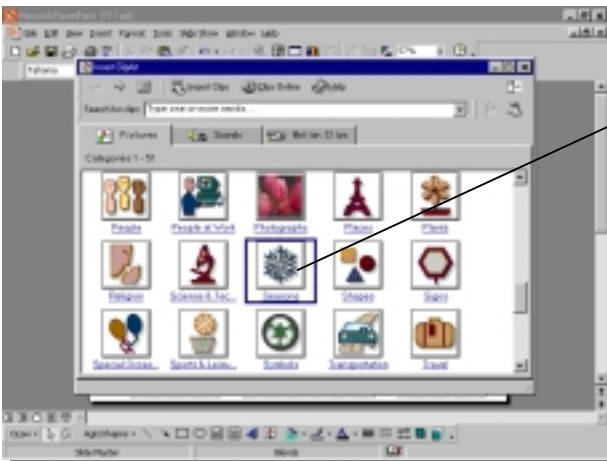 Microsoft PowerPoint
File Edit View Insert Format Tools Slide Show Window Help
Tahoma
Insert ClipArt
Import Clips Clips Online Help
Search for clips: Type one or more words...
Pictures Sounds Motion Clips
Categories 1 - 51
People People at Work Photographs Places Plants
Religion Science & Tec... Seasons Shapes Signs
Special Occas... Sports & Leisu... Symbols Transportation Travel
Draw AutoShapes
Slide Master Blends